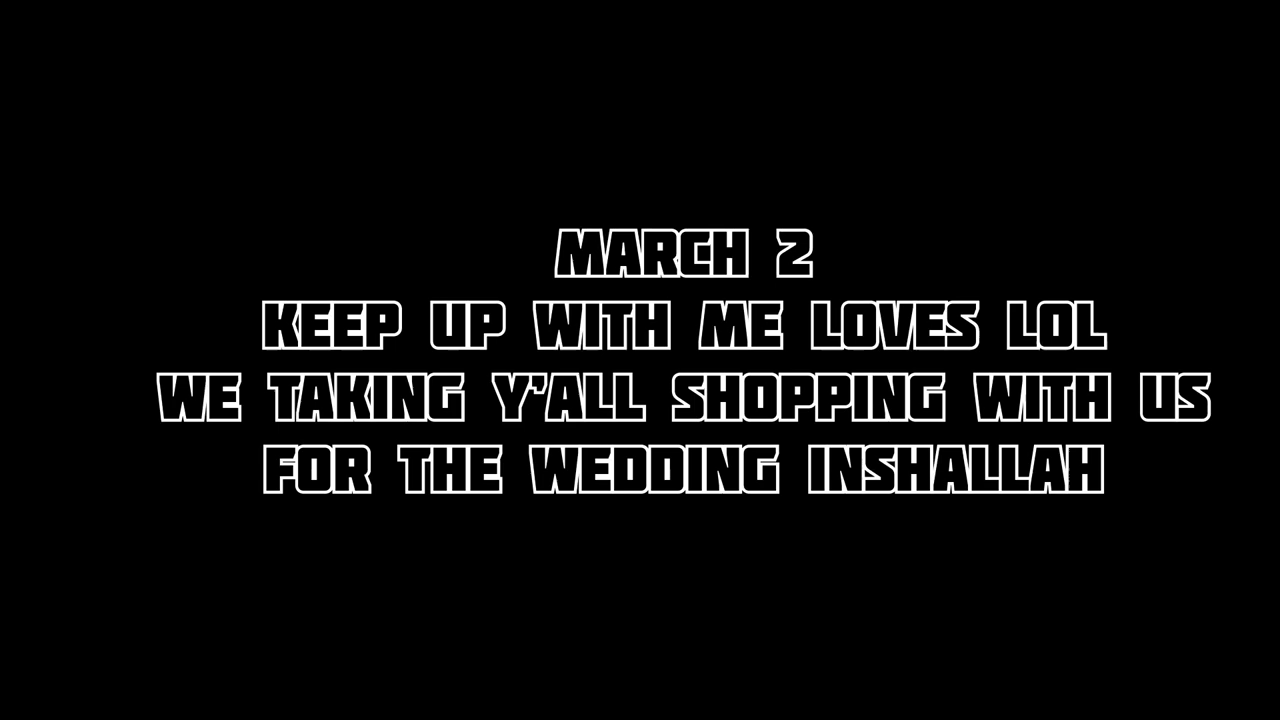 MARCH 2
KEEP UP WITH ME LOVES LOL
WE TAKING Y'ALL SHOPPING WITH US
FOR THE WEDDING INSHALLAH